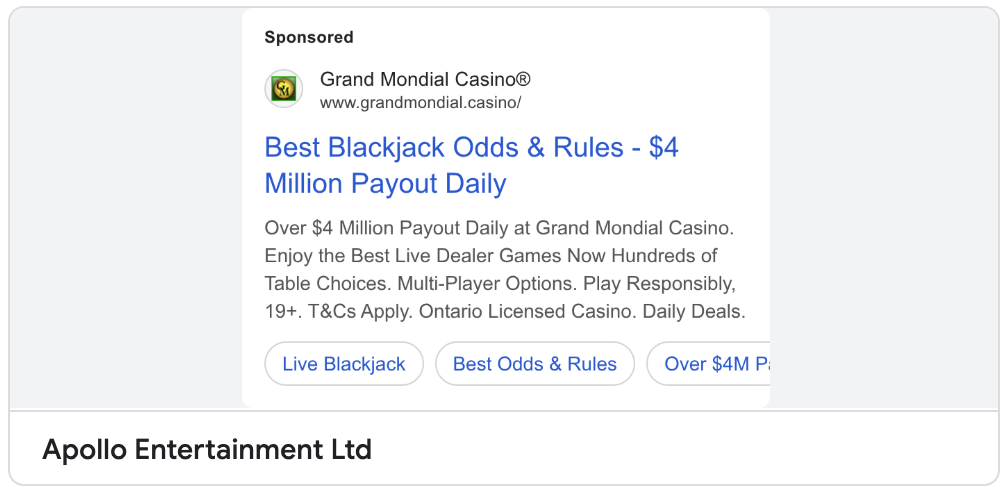 Sponsored
Grand Mondial Casino®
www.grandmondial.casino/
Best Blackjack Odds & Rules - $4
Million Payout Daily
Over $4 Million Payout Daily at Grand Mondial Casino.
Enjoy the Best Live Dealer Games Now Hundreds of
Table Choices. Multi-Player Options. Play Responsibly,
19+. T&Cs Apply. Ontario Licensed Casino. Daily Deals.
Live Blackjack Best Odds & Rules Over $4M
Apollo Entertainment Ltd